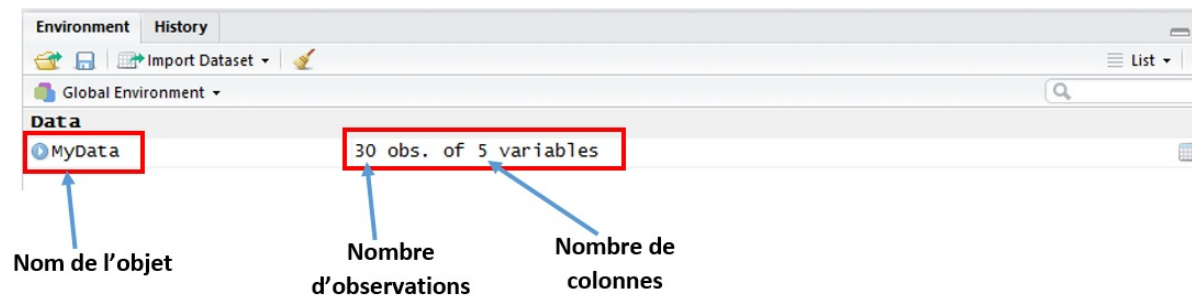 Environment History
Import Dataset List
Global Environment
Data
MyData 30 obs. of 5 variables
Nom de l’objet
Nombre d’observations
Nombre de colonnes